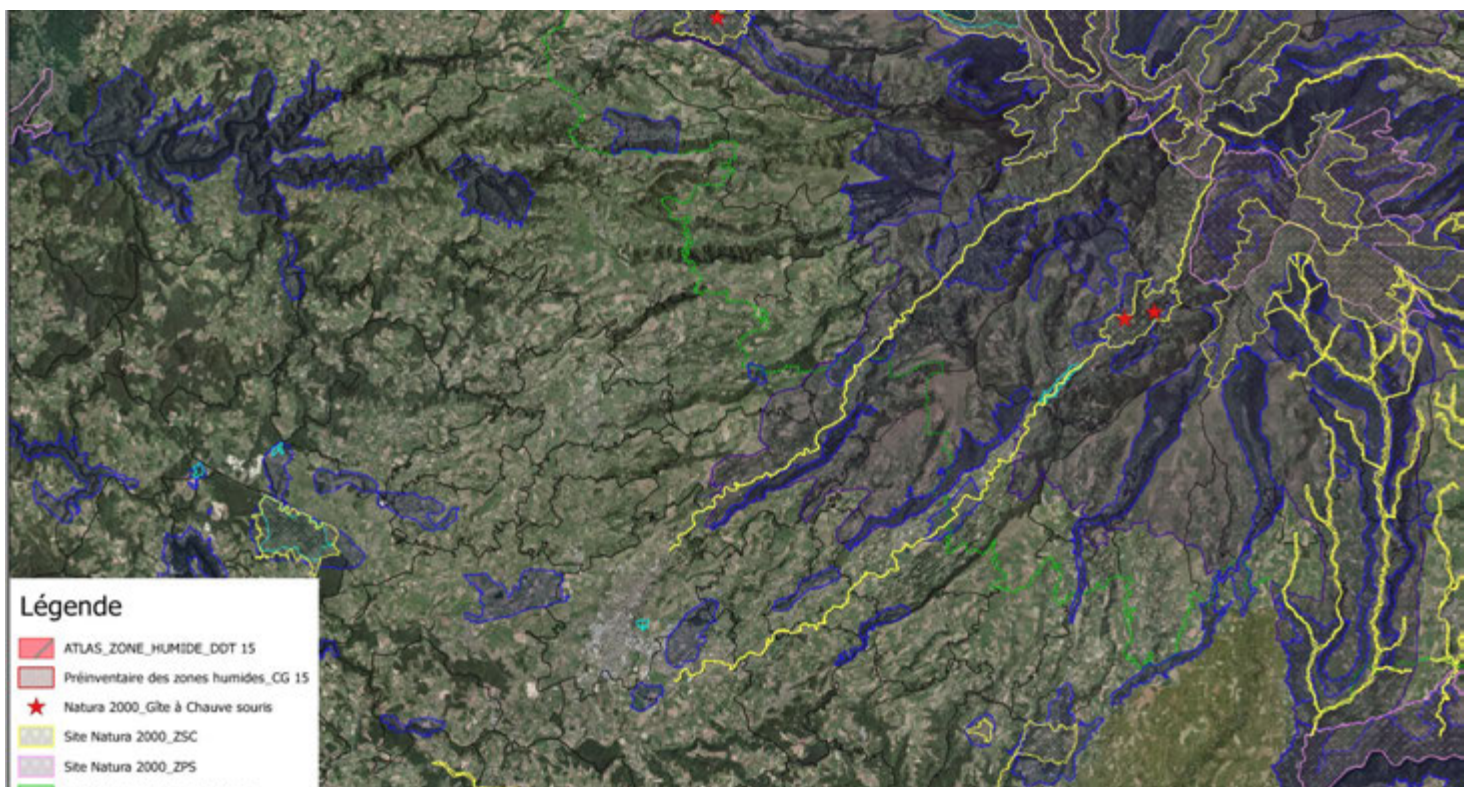 Légende
ATLAS_ZONE_HUMIDE_DDT 15
Préinventaire des zones humides_CG 15
Natura 2000_Gîte à Chauve souris
Site Natura 2000_ZSC
Site Natura 2000_ZPS